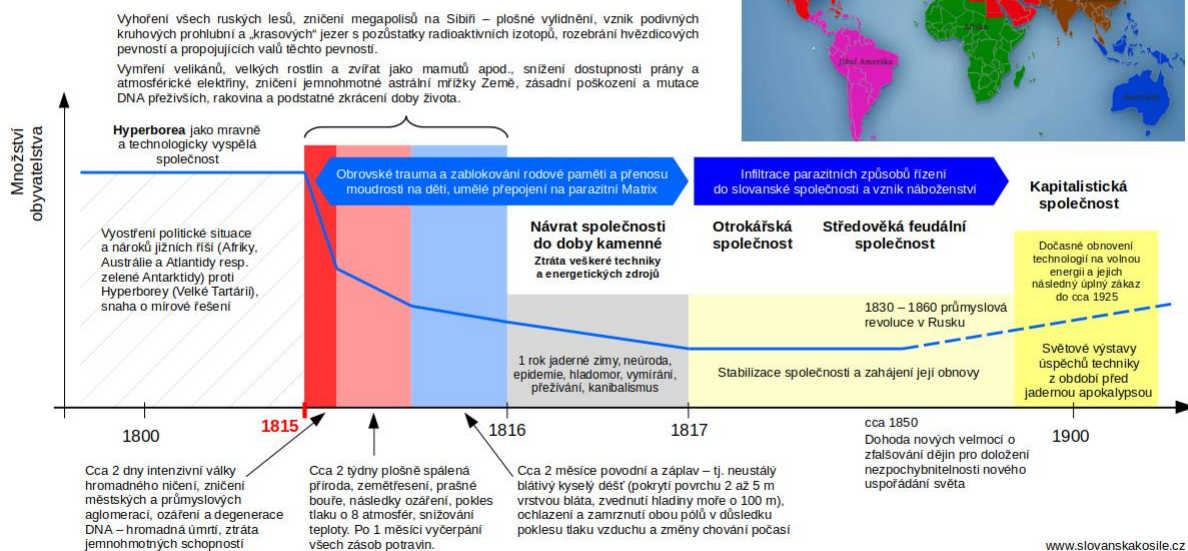 Vyhoření všech ruských lesů, zničení megapolisů na Sibiři – plošné vylidnění, vznik podivných
kruhových prohlubní a „krasových“ jezer s pozůstatky radioaktivních izotopů, rozebrání hvězdicových
pevností a propojujících valů těchto pevností.
Vymření velikánů, velkých rostlin a zvířat jako mamutů apod., snížení dostupnosti prány a
atmosférické elektřiny, zničení jemnohmotné astrální mřížky Země, zásadní poškození a mutace
DNA přeživších, rakovina a podstatné zkrácení doby života.
Jižní Amerika
Množství
obyvatelstva
Hyperborea jako mravně
a technologicky vyspělá
společnost
Obrovské trauma a zablokování rodové paměti a přenosu
moudrosti na děti, umělé přepojení na parazitní Matrix
Infiltrace parazitních způsobů řízení
do slovanské společnosti a vznik náboženství
Kapitalistická
společnost
Vyostření politické situace
a nároků jižních říší (Afriky,
Austrálie a Atlantidy resp.
zelené Antarktidy) proti
Hyperborey (Velké Tartárii),
snaha o mírové řešení
Návrat společnosti
do doby kamenné
Ztráta veškeré techniky
a energetických zdrojů
Otrokářská
společnost
Středověká feudální
společnost
Dočasné obnovení
technologií na volnou
energii a jejich
následný úplný zákaz
do cca 1925
1830 – 1860 průmyslová
revoluce v Rusku
1 rok jaderné zimy, neúroda,
epidemie, hladomor, vymírání,
přežívání, kanibalismus
Stabilizace společnosti a zahájení její obnovy
Světové výstavy
úspěchů techniky
z období před
jadernou apokalypsou
1800
1815
1816
1817
1900
cca 1850
Dohoda nových velmocí o
zfalšování dějin pro doložení
nezpochybnitelnosti nového
uspořádání světa
Cca 2 dny intenzivní války
hromadného ničení, zničení
městských a průmyslových
aglomerací, ozáření a degenerace
DNA – hromadná úmrtí, ztráta
jemnohmotných schopností
Cca 2 týdny plošně spálená
příroda, zemětřesení, prašné
bouře, následky ozáření, pokles
tlaku o 8 atmosfér, snižování
teploty. Po 1 měsíci vyčerpání
všech zásob potravin.
Cca 2 měsíce povodní a záplav – tj. neustálý
blátivý kyselý déšť (pokrytí povrchu 2 až 5 m
vrstvou bláta, zvednutí hladiny moře o 100 m),
ochlazení a zamrznutí obou pólů v důsledku
poklesu tlaku vzduchu a změny chování počasí
www.slovanskakosile.cz